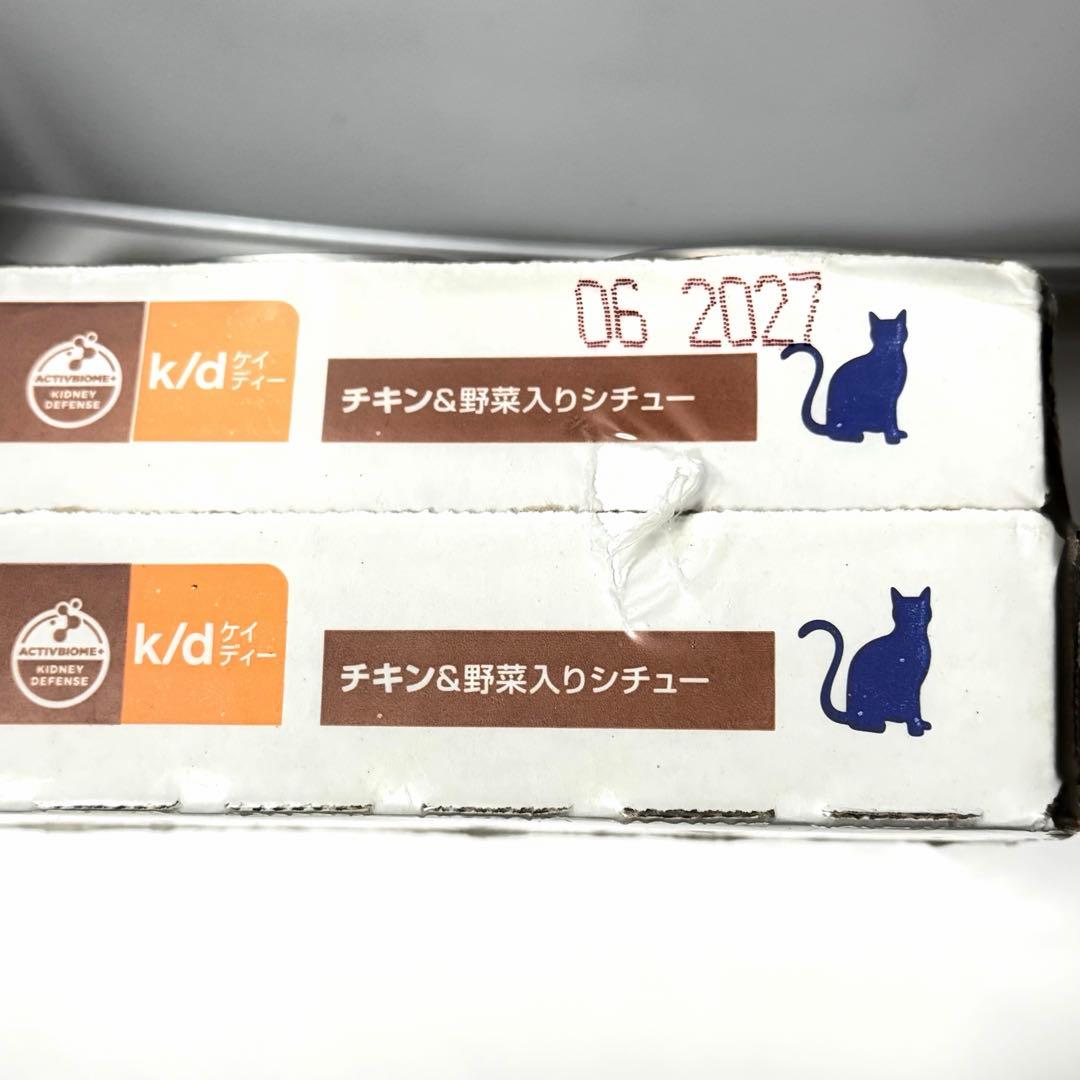 06 2027
ACTIVBIOME+
KIDNEY
DEFENSE
k/d ケイ
ディー
チキン&野菜入りシチュー
ACTIVBIOME+
KIDNEY
DEFENSE
k/d ケイ
ディー
チキン&野菜入りシチュー